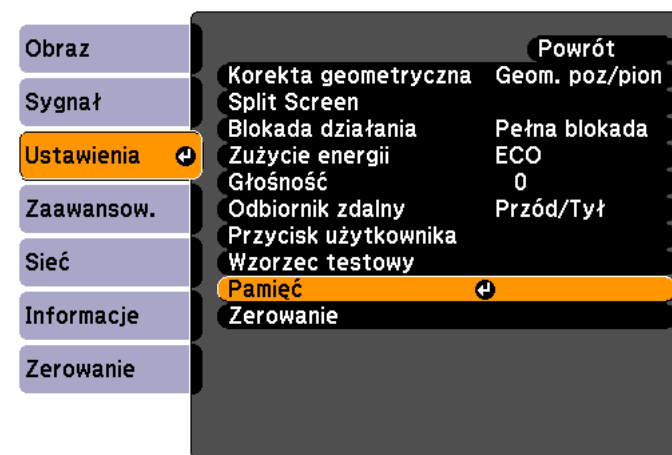 Obraz
Sygnał
Ustawienia
Zaawansow.
Sieć
Informacje
Zerowanie
Powrót
Korekta geometryczna Geom. poz/pion
Split Screen
Blokada działania Pełna blokada
Zużycie energii ECO
Głośność 0
Odbiornik zdalny Przód/Tył
Przycisk użytkownika
Wzorzec testowy
Pamięć
Zerowanie